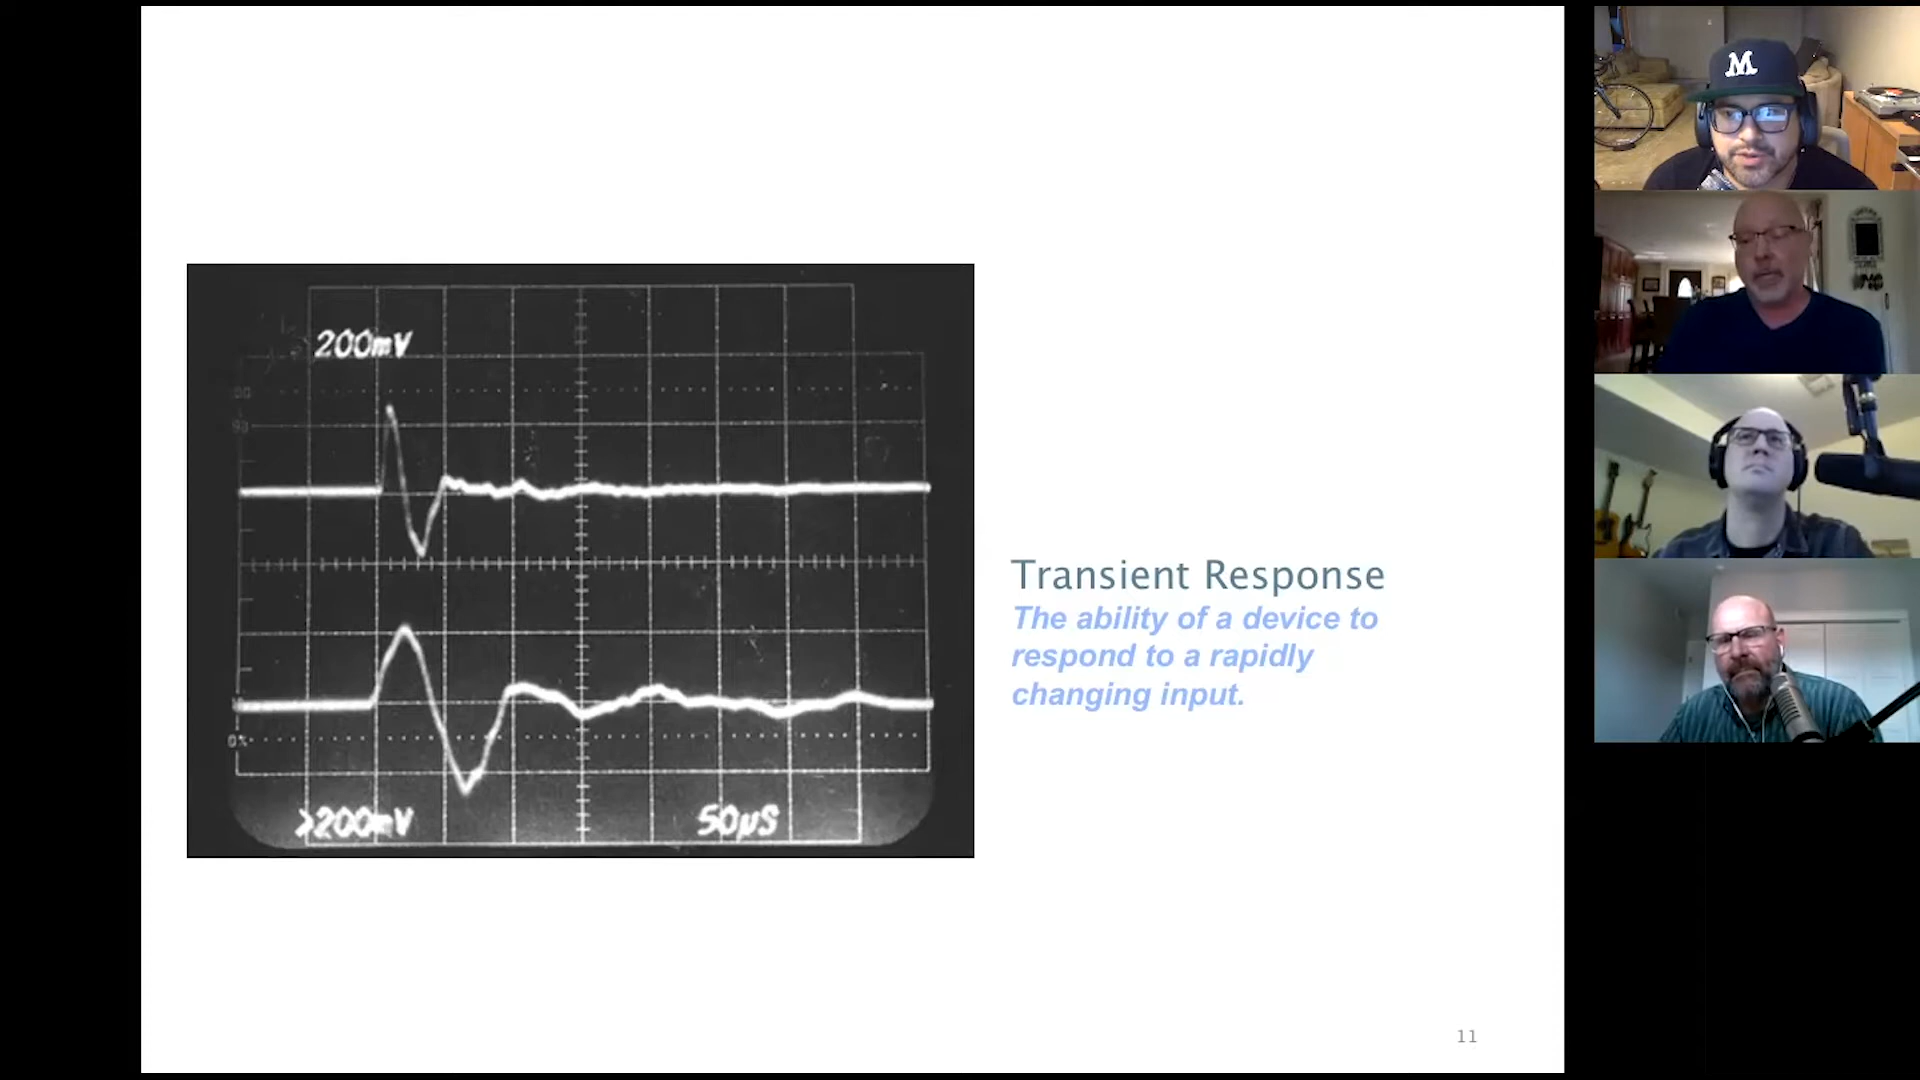 200mV
>200mV
50µS
Transient Response
The ability of a device to
respond to a rapidly
changing input.
11
M